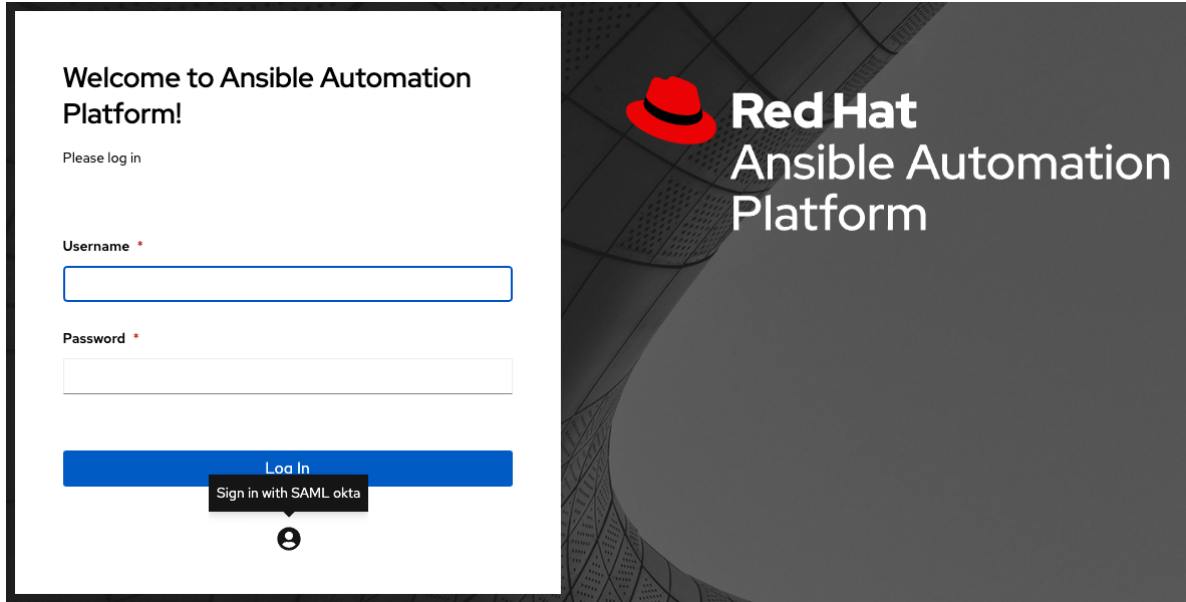 Welcome to Ansible Automation
Platform!
Please log in
Username *
Password *
Log In
Sign in with SAML okta
Red Hat
Ansible Automation
Platform